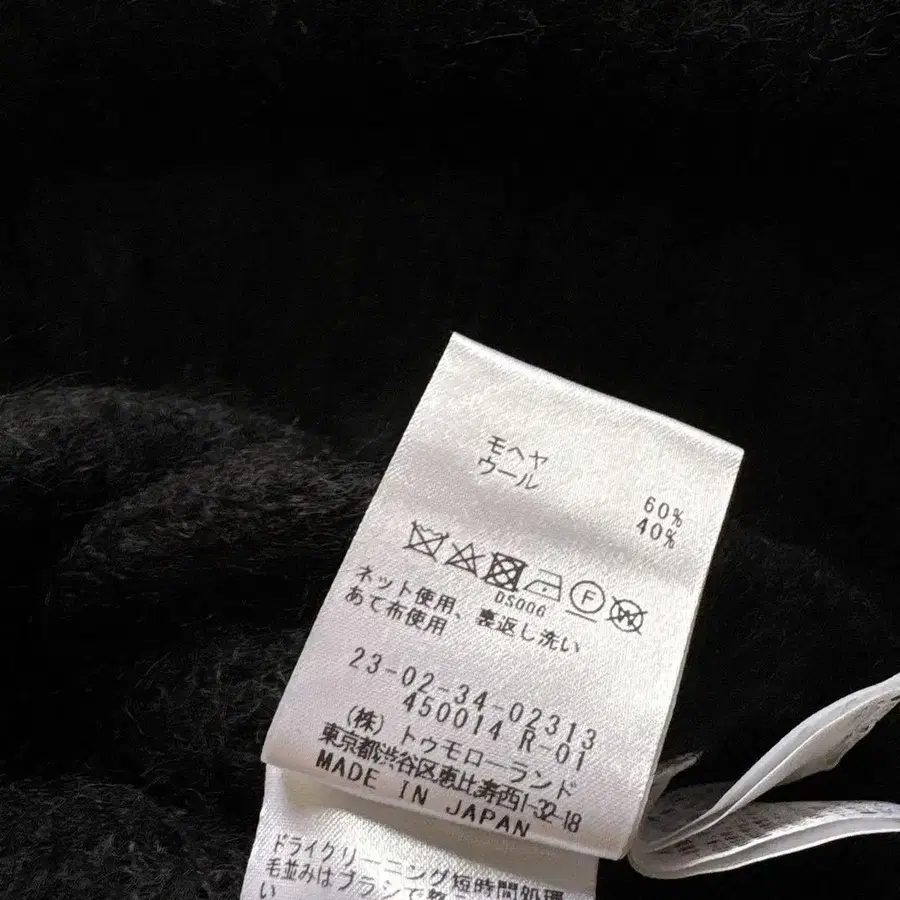 モヘヤ
ウール
60%
40%
DS006
F
W
ネット使用、裏返し洗い
あて布使用
23-02-34-02313
450014 R-01
(株)トゥモローランド
東京都渋谷区恵比寿西1-32-18
MADE IN JAPAN
ドライクリーニング短時間処理
毛並みはブラシで整え
い